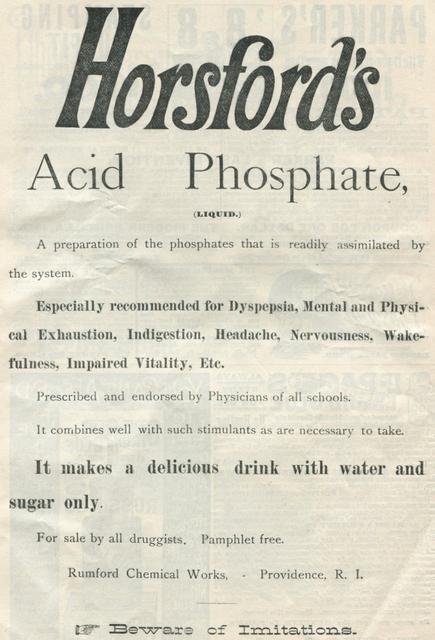 Horsford's
Acid Phosphate,
(LIQUID.)
A preparation of the phosphates that is readily assimilated by
the system.
Especially recommended for Dyspepsia, Mental and Physi-
cal Exhaustion, Indigestion, Headache, Nervousness, Wake-
fulness, Impaired Vitality, Etc.
Prescribed and endorsed by Physicians of all schools.
It combines well with such stimulants as are necessary to take.
It makes a delicious drink with water and
sugar only.
For sale by all druggists. Pamphlet free.
Rumford Chemical Works, - Providence, R. I.
☞ Beware of Imitations.